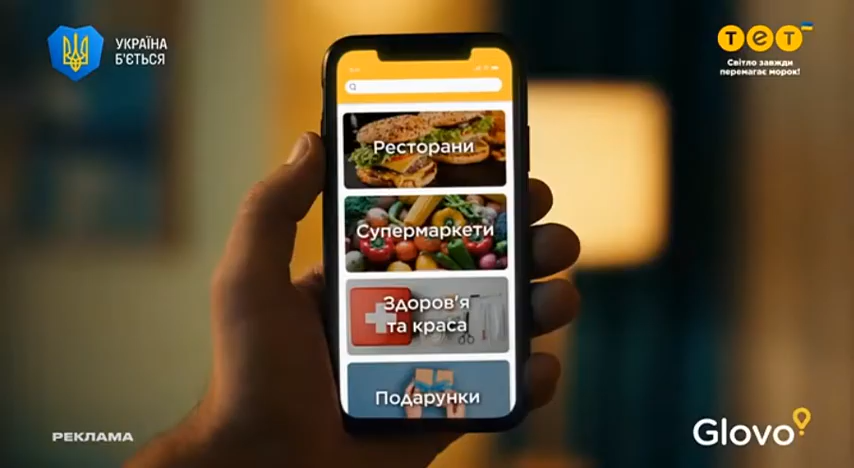 УКРАЇНА
Б'ЄТЬСЯ
ТЕТ
Світло завжди
перемагає морок!
Ресторани
Супермаркети
Здоров'я
та краса
Подарунки
РЕКЛАМА
Glovo